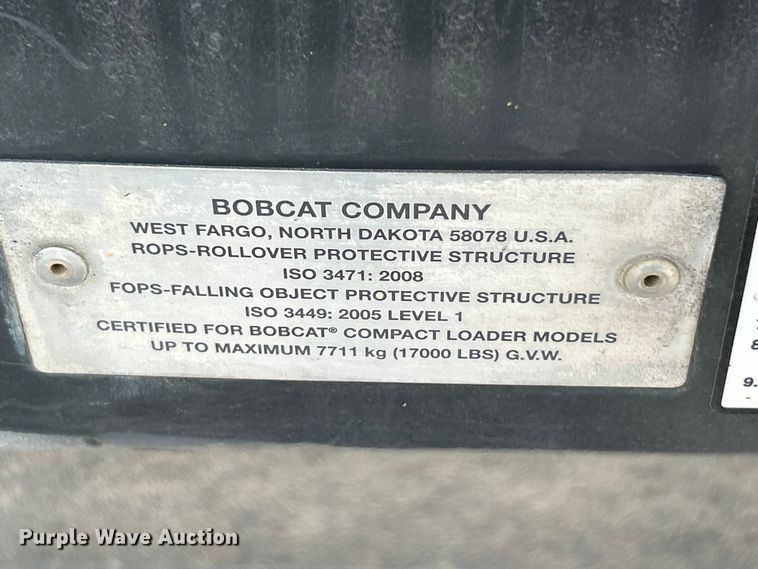 BOBCAT COMPANY
WEST FARGO, NORTH DAKOTA 58078 U.S.A.
ROPS-ROLLOVER PROTECTIVE STRUCTURE
ISO 3471: 2008
FOPS-FALLING OBJECT PROTECTIVE STRUCTURE
ISO 3449: 2005 LEVEL 1
CERTIFIED FOR BOBCAT® COMPACT LOADER MODELS
UP TO MAXIMUM 7711 kg (17000 LBS) G.V.W.
9.
Purple Wave Auction